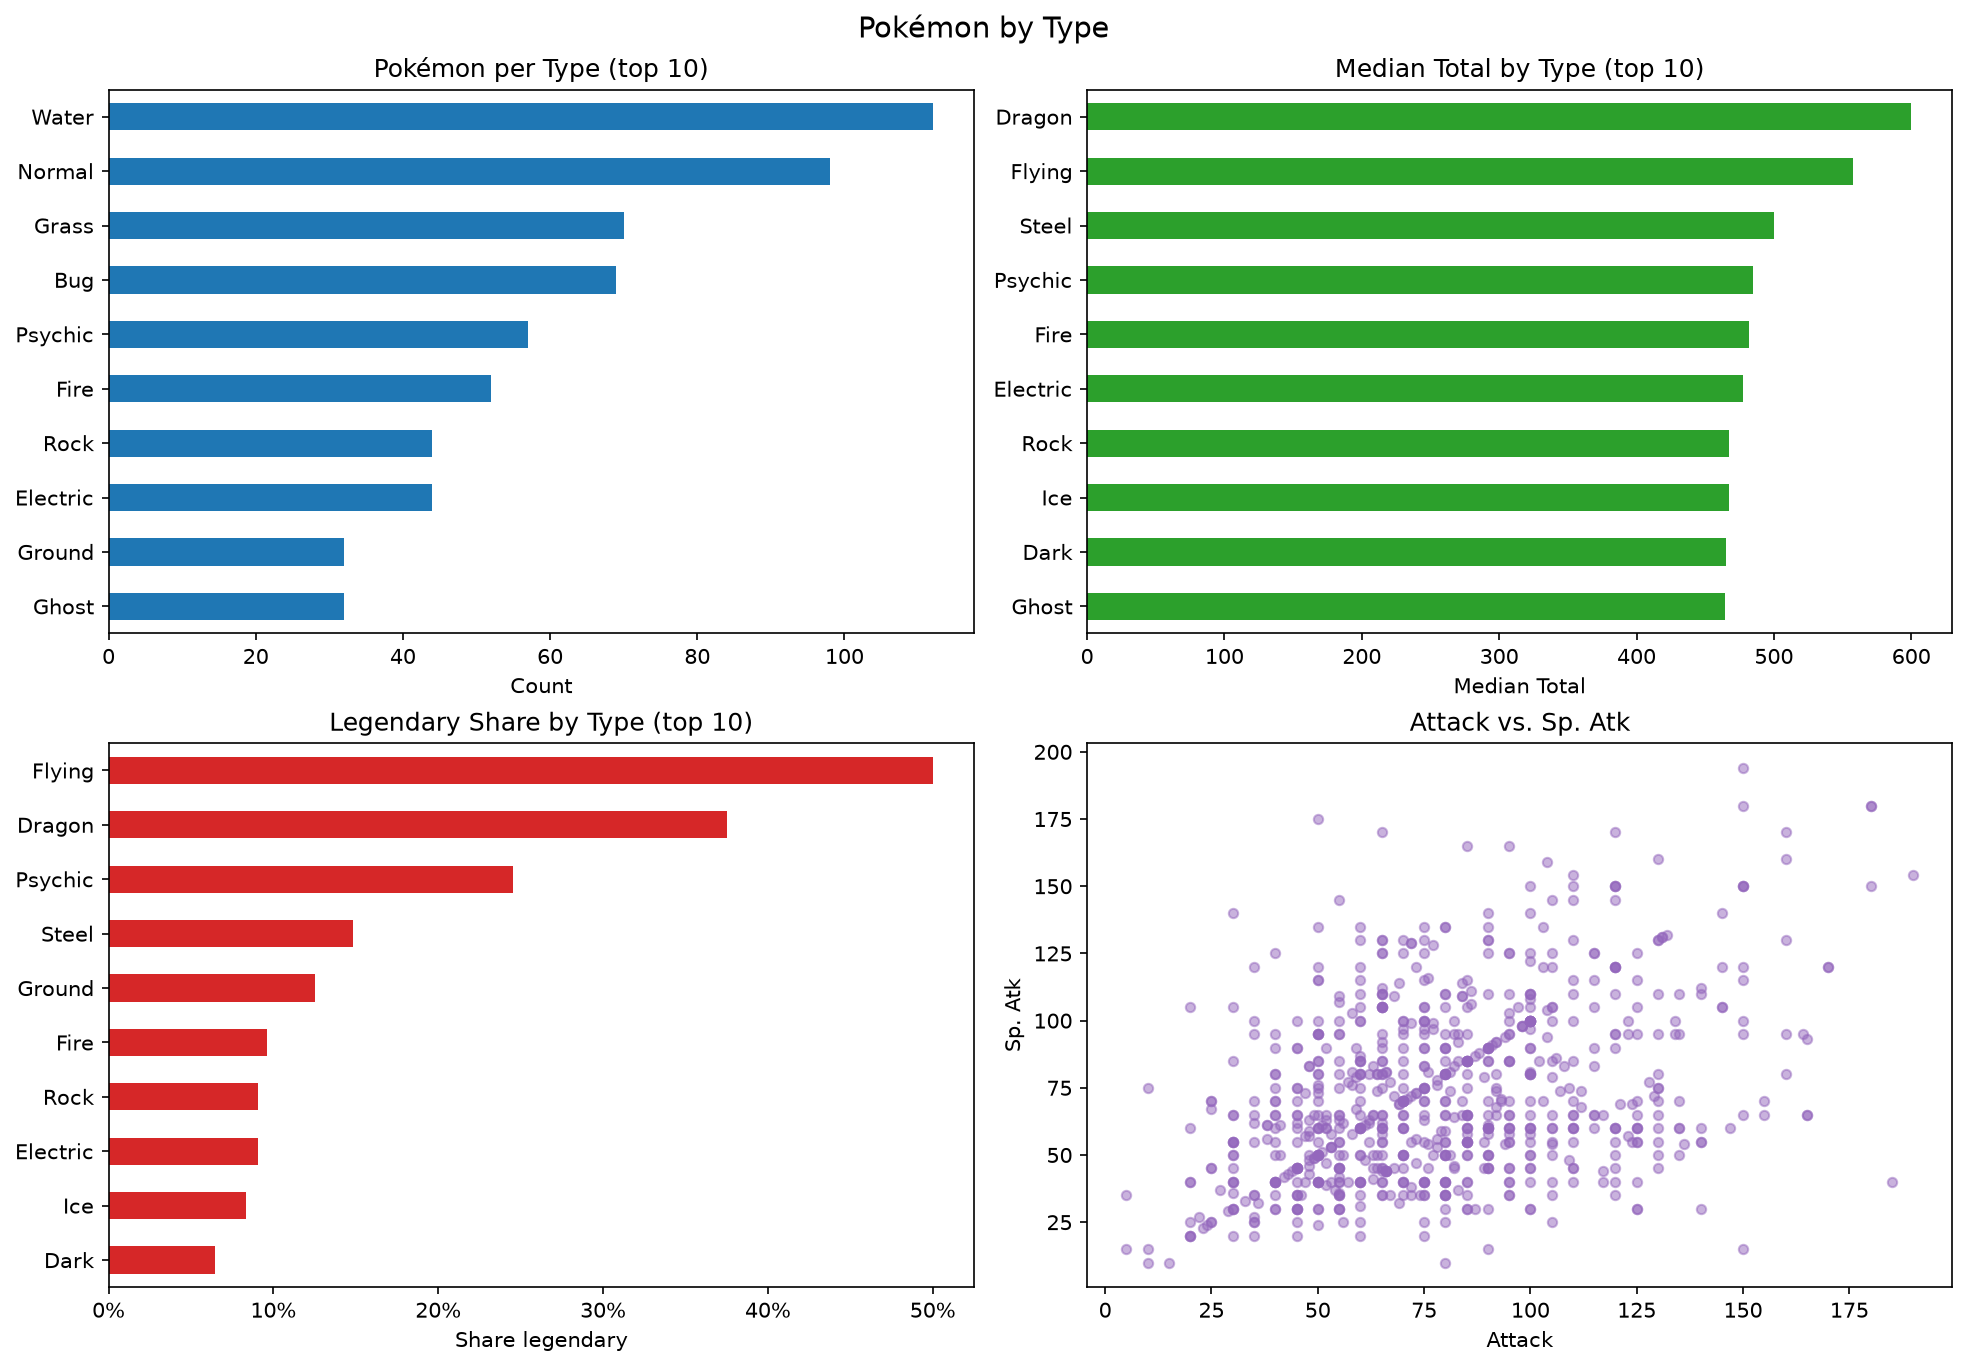 Pokémon by Type
Pokémon per Type (top 10)
Water
Normal
Grass
Bug
Psychic
Fire
Rock
Electric
Ground
Ghost
0 20 40 60 80 100
Count
Median Total by Type (top 10)
Dragon
Flying
Steel
Psychic
Fire
Electric
Rock
Ice
Dark
Ghost
0 100 200 300 400 500 600
Median Total
Legendary Share by Type (top 10)
Flying
Dragon
Psychic
Steel
Ground
Fire
Rock
Electric
Ice
Dark
0% 10% 20% 30% 40% 50%
Share legendary
Attack vs. Sp. Atk
200
175
150
125
100
75
50
25
Sp. Atk
0 25 50 75 100 125 150 175
Attack